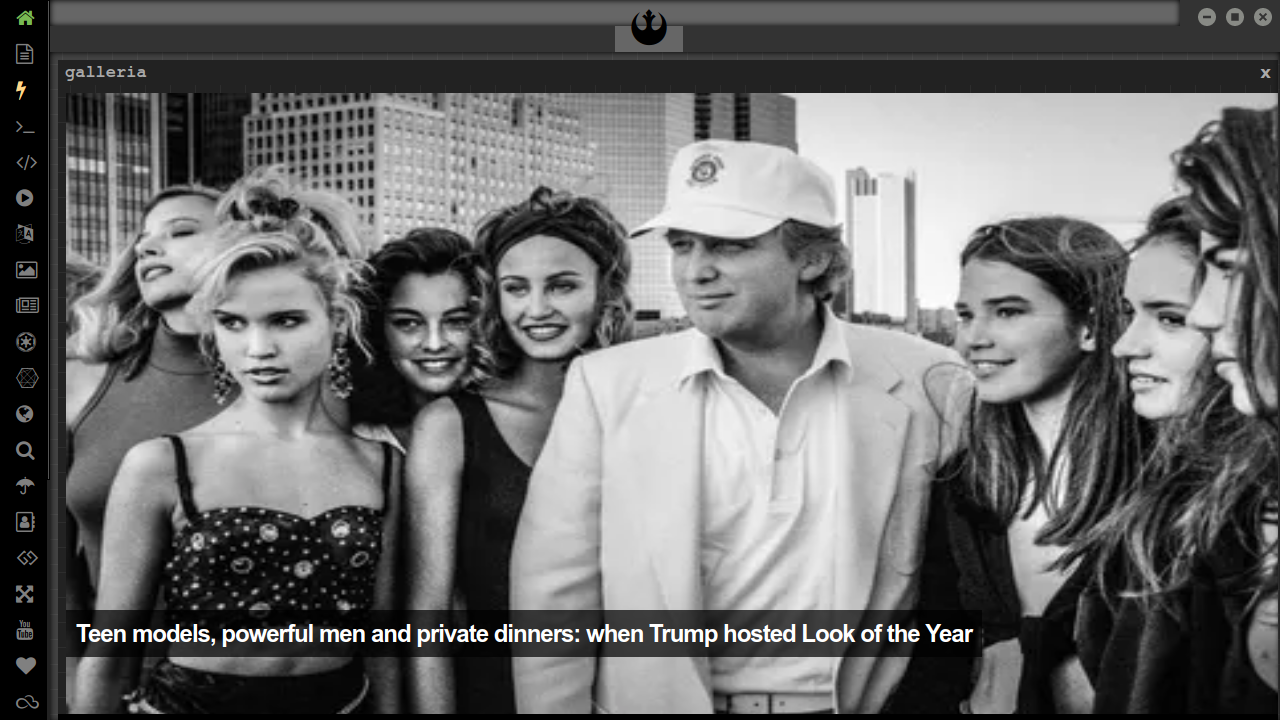 galleria
x
Teen models, powerful men and private dinners: when Trump hosted Look of the Year
You
Tube